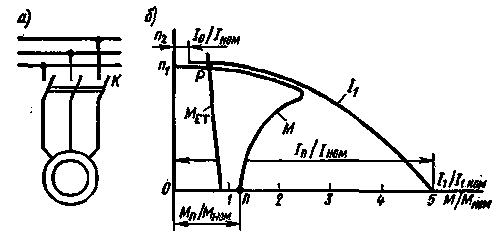 а)
K
б)
n₂
I₀/Iном
n₁
P
I₁
Mст
M
Iп/Iном
I₁/I₁ном
0
1
п
2
3
4
5
M/Mном
Mп/Mном